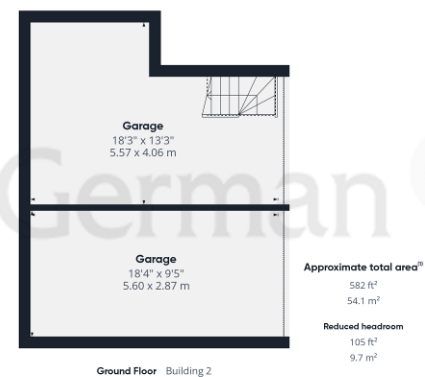 Garage
18'3" x 13'3"
5.57 x 4.06 m
German
Garage
18'4" x 9'5"
5.60 x 2.87 m
Approximate total area⁽¹⁾
582 ft²
54.1 m²
Reduced headroom
105 ft²
9.7 m²
Ground Floor Building 2